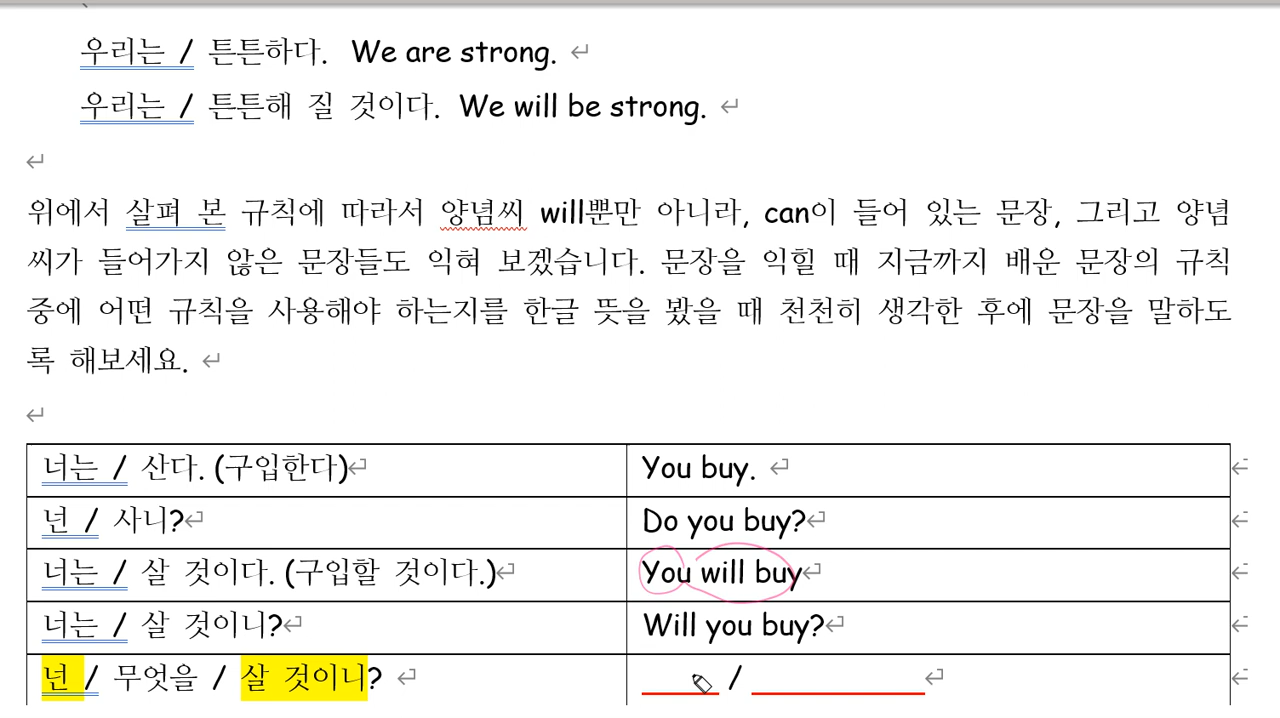 우리는 / 튼튼하다. We are strong.
우리는 / 튼튼해 질 것이다. We will be strong.
위에서 살펴 본 규칙에 따라서 양념씨 will뿐만 아니라, can이 들어 있는 문장, 그리고 양념
씨가 들어가지 않은 문장들도 익혀 보겠습니다. 문장을 익힐 때 지금까지 배운 문장의 규칙
중에 어떤 규칙을 사용해야 하는지를 한글 뜻을 봤을 때 천천히 생각한 후에 문장을 말하도
록 해보세요.
너는 / 산다. (구입한다) You buy.
넌 / 사니? Do you buy?
너는 / 살 것이다. (구입할 것이다.) You will buy
너는 / 살 것이니? Will you buy?
넌 / 무엇을 / 살 것이니? /